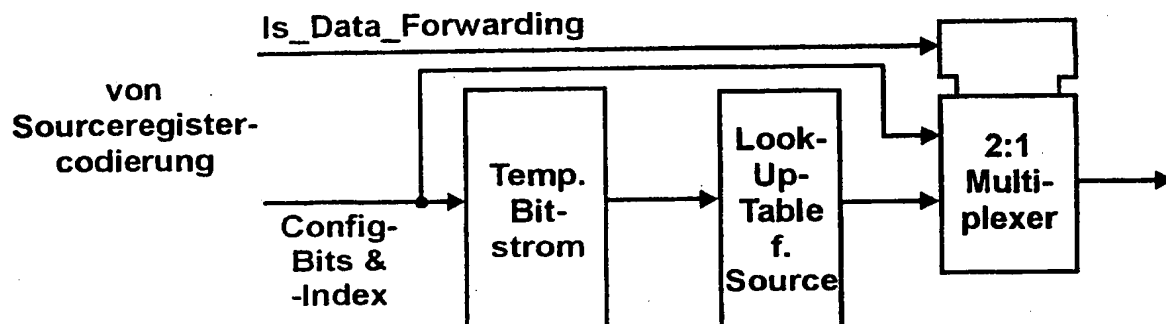 Is_Data_Forwarding
von
Sourceregister-
codierung
Config-
Bits &
-Index
Temp.
Bit-
strom
Look-
Up-
Table
f.
Source
2:1
Multi-
plexer